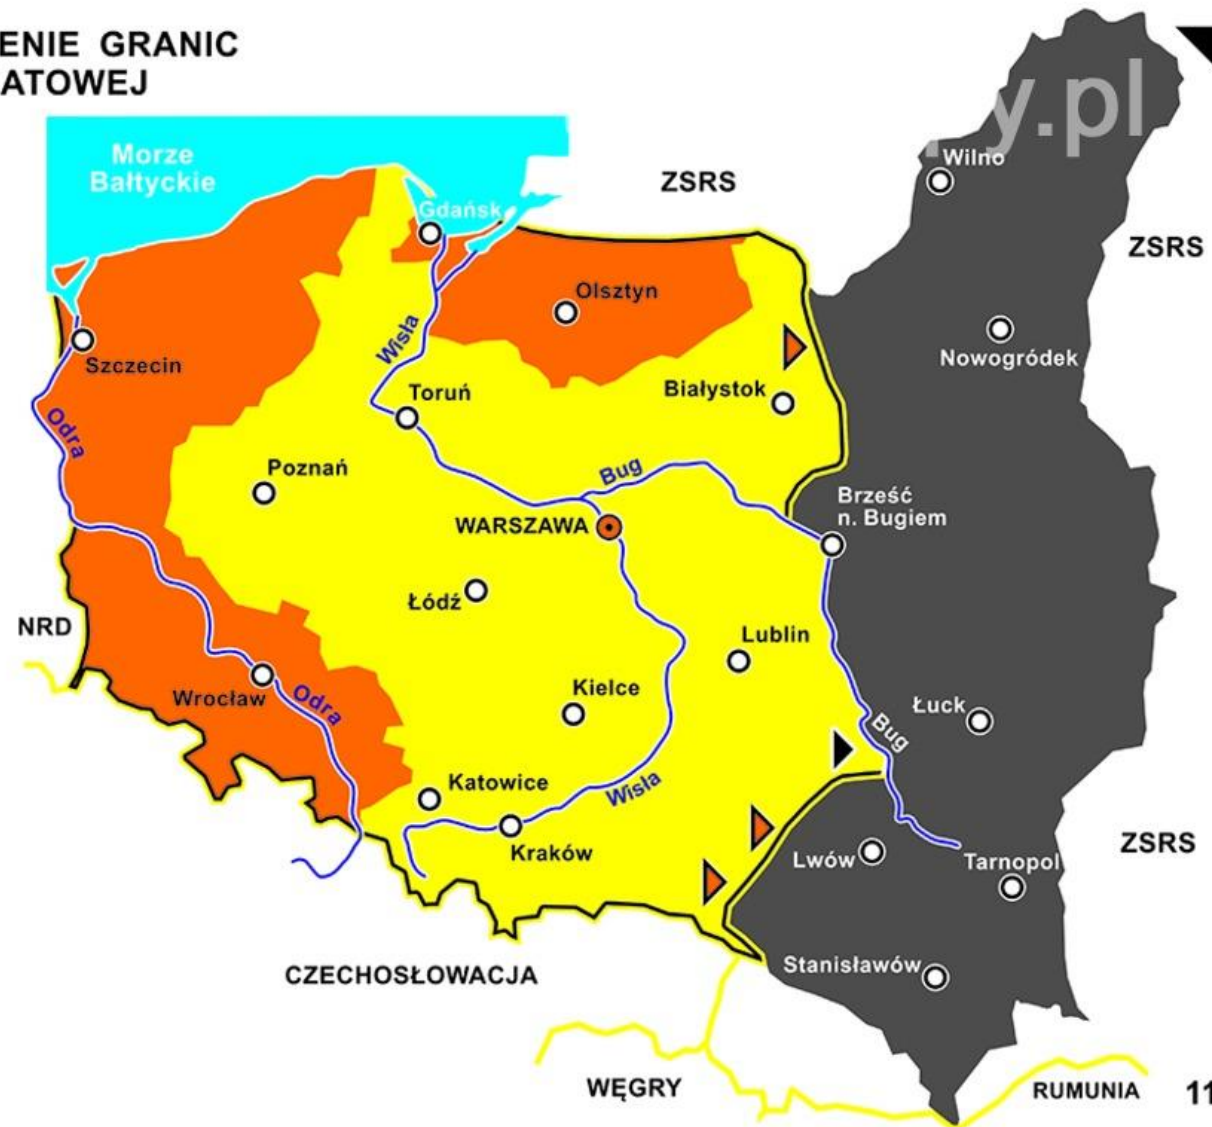 ENIE GRANIC
ATOWEJ
y.pl
Morze
Bałtyckie
ZSRS
Wilno
Gdańsk
ZSRS
Olsztyn
Wisła
Nowogródek
Szczecin
Białystok
Toruń
Odra
Poznań
Bug
Brześć
n. Bugiem
WARSZAWA
Łódź
NRD
Lublin
Kielce
Wrocław
Odra
Łuck
Bug
Katowice
Wisła
Kraków
ZSRS
Lwów
Tarnopol
Stanisławów
CZECHOSŁOWACJA
WĘGRY
RUMUNIA
11